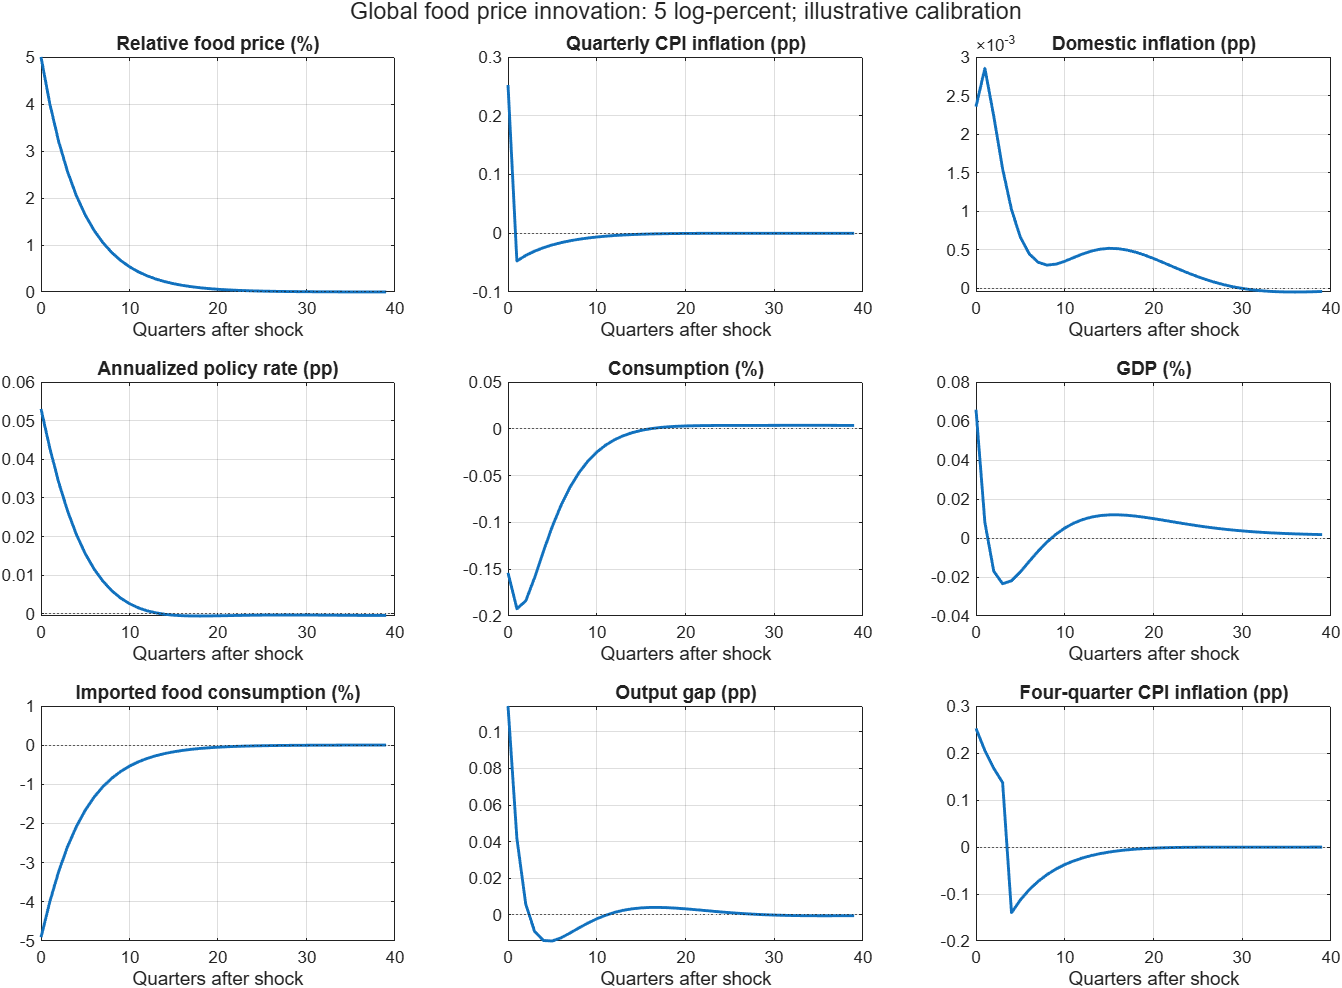 Global food price innovation: 5 log-percent; illustrative calibration
Relative food price (%)
5
4
3
2
1
0
0 10 20 30 40
Quarters after shock
Quarterly CPI inflation (pp)
0.3
0.2
0.1
0
-0.1
0 10 20 30 40
Quarters after shock
Domestic inflation (pp)
×10-3
3
2.5
2
1.5
1
0.5
0
0 10 20 30 40
Quarters after shock
Annualized policy rate (pp)
0.06
0.05
0.04
0.03
0.02
0.01
0
0 10 20 30 40
Quarters after shock
Consumption (%)
0.05
0
-0.05
-0.1
-0.15
-0.2
0 10 20 30 40
Quarters after shock
GDP (%)
0.08
0.06
0.04
0.02
0
-0.02
-0.04
0 10 20 30 40
Quarters after shock
Imported food consumption (%)
1
0
-1
-2
-3
-4
-5
0 10 20 30 40
Quarters after shock
Output gap (pp)
0.1
0.08
0.06
0.04
0.02
0
0 10 20 30 40
Quarters after shock
Four-quarter CPI inflation (pp)
0.3
0.2
0.1
0
-0.1
-0.2
0 10 20 30 40
Quarters after shock